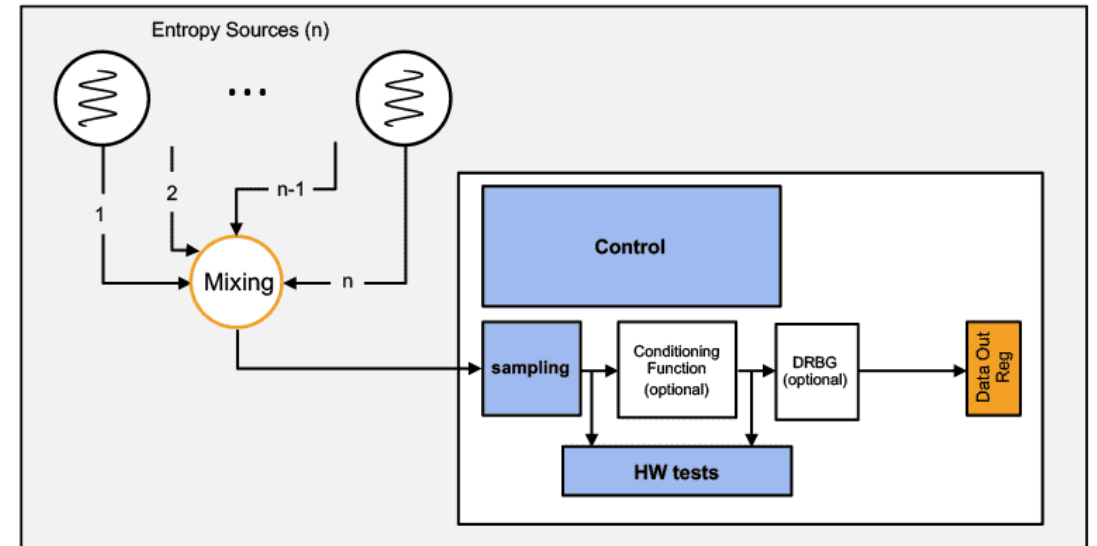 Entropy Sources (n)
...
1
2
n-1
Mixing
n
Control
sampling
Conditioning
Function
(optional)
DRBG
(optional)
Data Out
Reg
HW tests